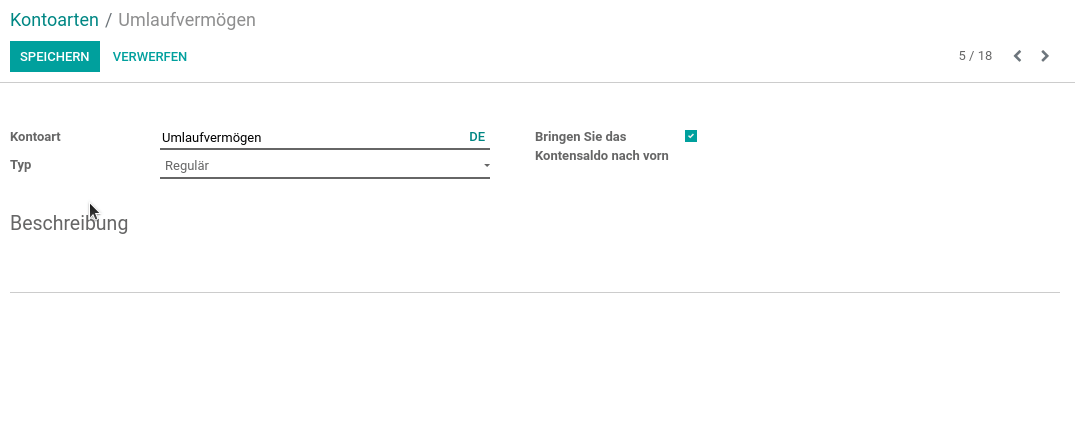 Kontoarten / Umlaufvermögen
SPEICHERN VERWERFEN 5 / 18
Kontoart Umlaufvermögen DE
Typ Regulär
Bringen Sie das
Kontensaldo nach vorn
Beschreibung